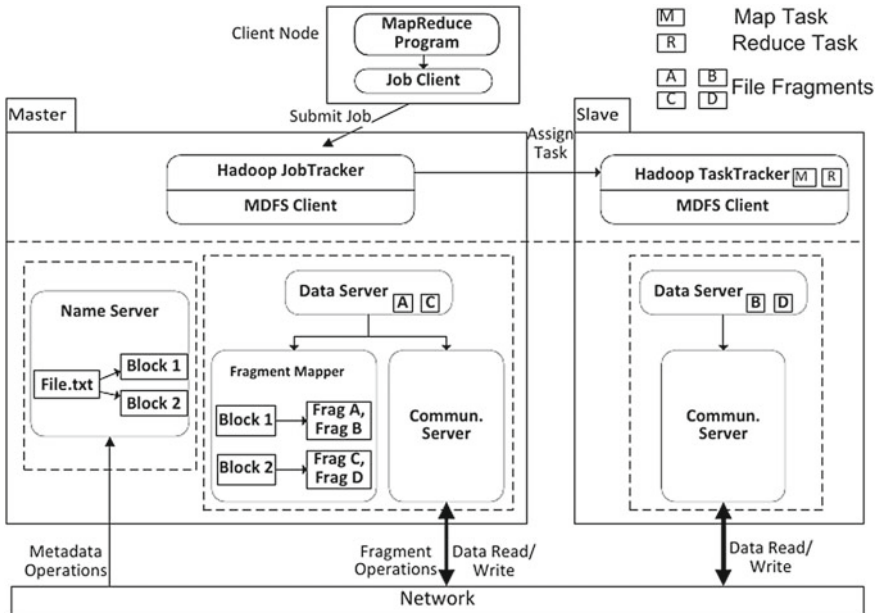 Client Node
MapReduce
Program
Job Client
M
Map Task
R
Reduce Task
A
B
C
D
File Fragments
Master
Submit Job
Assign
Task
Slave
Hadoop JobTracker
MDFS Client
Hadoop TaskTracker
M
R
MDFS Client
Name Server
File.txt
Block 1
Block 2
Data Server
A
C
Fragment Mapper
Block 1
Frag A,
Frag B
Block 2
Frag C,
Frag D
Commun.
Server
Data Server
B
D
Commun.
Server
Metadata
Operations
Fragment
Operations
Data Read/
Write
Data Read/
Write
Network